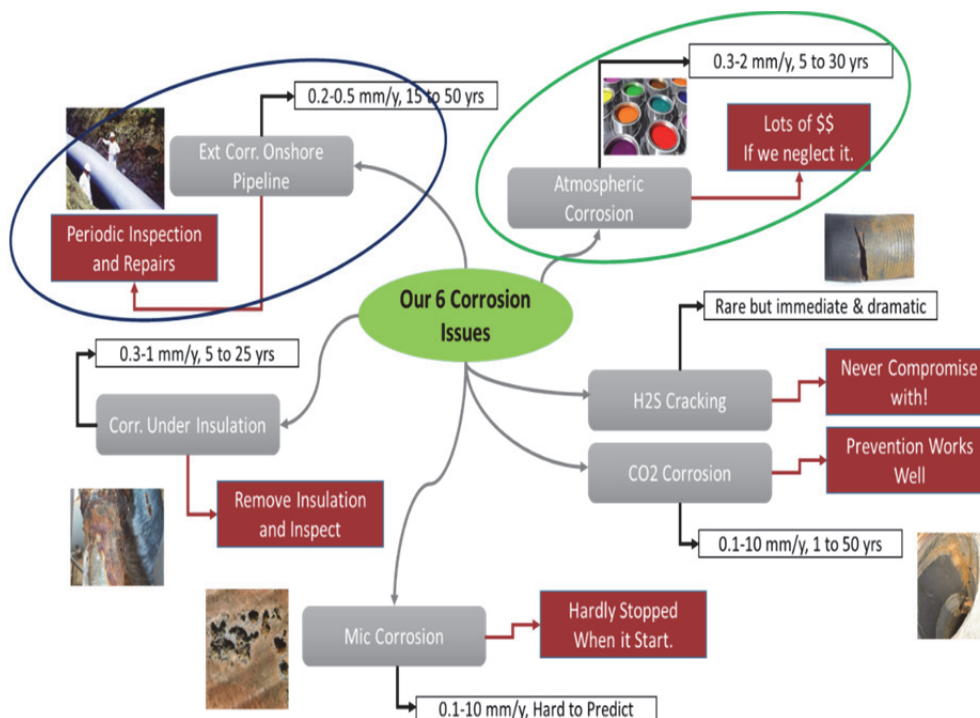 0.3-2 mm/y, 5 to 30 yrs
0.2-0.5 mm/y, 15 to 50 yrs
Lots of $$
If we neglect it.
Ext Corr. Onshore
Pipeline
Atmospheric
Corrosion
Periodic Inspection
and Repairs
Our 6 Corrosion
Issues
Rare but immediate & dramatic
0.3-1 mm/y, 5 to 25 yrs
Never Compromise
with!
H2S Cracking
Corr. Under Insulation
Prevention Works
Well
CO2 Corrosion
Remove Insulation
and Inspect
0.1-10 mm/y, 1 to 50 yrs
Hardly Stopped
When it Start.
Mic Corrosion
0.1-10 mm/y, Hard to Predict